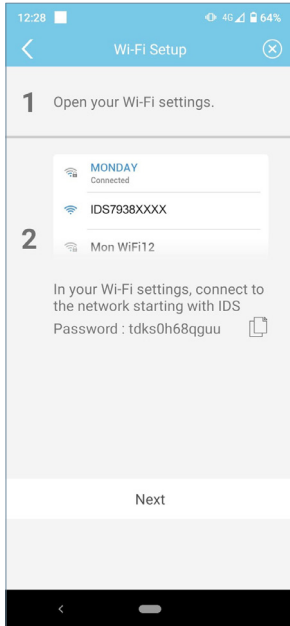 12:28 4G 64%
Wi-Fi Setup
1 Open your Wi-Fi settings.
MONDAY
Connected
IDS7938XXXX
2
Mon WiFi12
In your Wi-Fi settings, connect to
the network starting with IDS
Password : tdks0h68qguu
Next